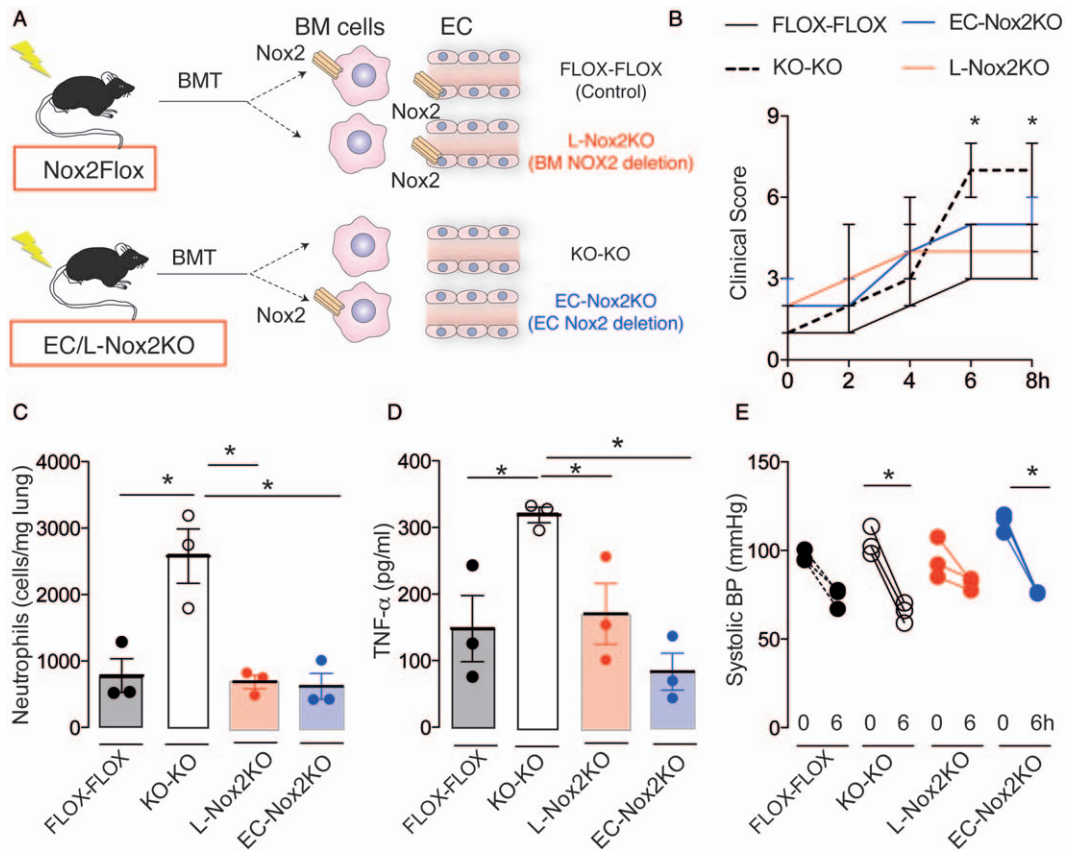 A
BM cells
EC
Nox2
BMT
Nox2
FLOX-FLOX
(Control)
L-Nox2KO
(BM NOX2 deletion)
Nox2
Nox2Flox
BMT
KO-KO
Nox2
EC-Nox2KO
(EC Nox2 deletion)
EC/L-Nox2KO
B
FLOX-FLOX
EC-Nox2KO
KO-KO
L-Nox2KO
Clinical Score
9
6
3
0
* *
0 2 4 6 8h
C
Neutrophils (cells/mg lung)
4000
3000
2000
1000
0
*
*
*
FLOX-FLOX
KO-KO
L-Nox2KO
EC-Nox2KO
D
TNF-α (pg/ml)
400
300
200
100
0
*
*
*
FLOX-FLOX
KO-KO
L-Nox2KO
EC-Nox2KO
E
Systolic BP (mmHg)
150
100
50
0
*
*
0 6 0 6 0 6 0 6h
FLOX-FLOX
KO-KO
L-Nox2KO
EC-Nox2KO